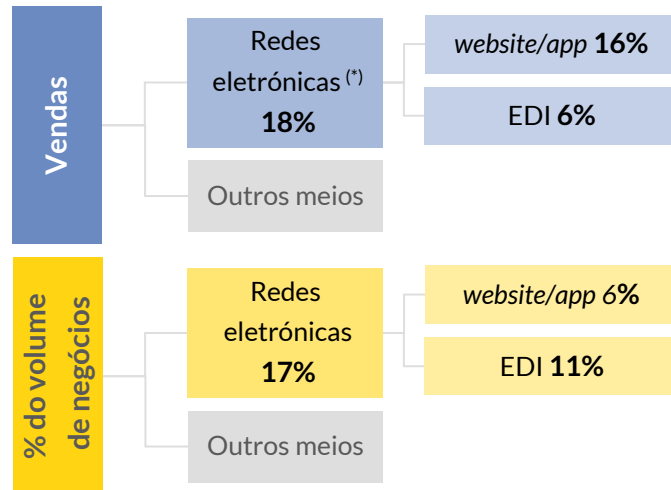 Vendas
Redes
eletrónicas (*)
18%
website/app 16%
EDI 6%
Outros meios
% do volume
de negócios
Redes
eletrónicas
17%
website/app 6%
EDI 11%
Outros meios